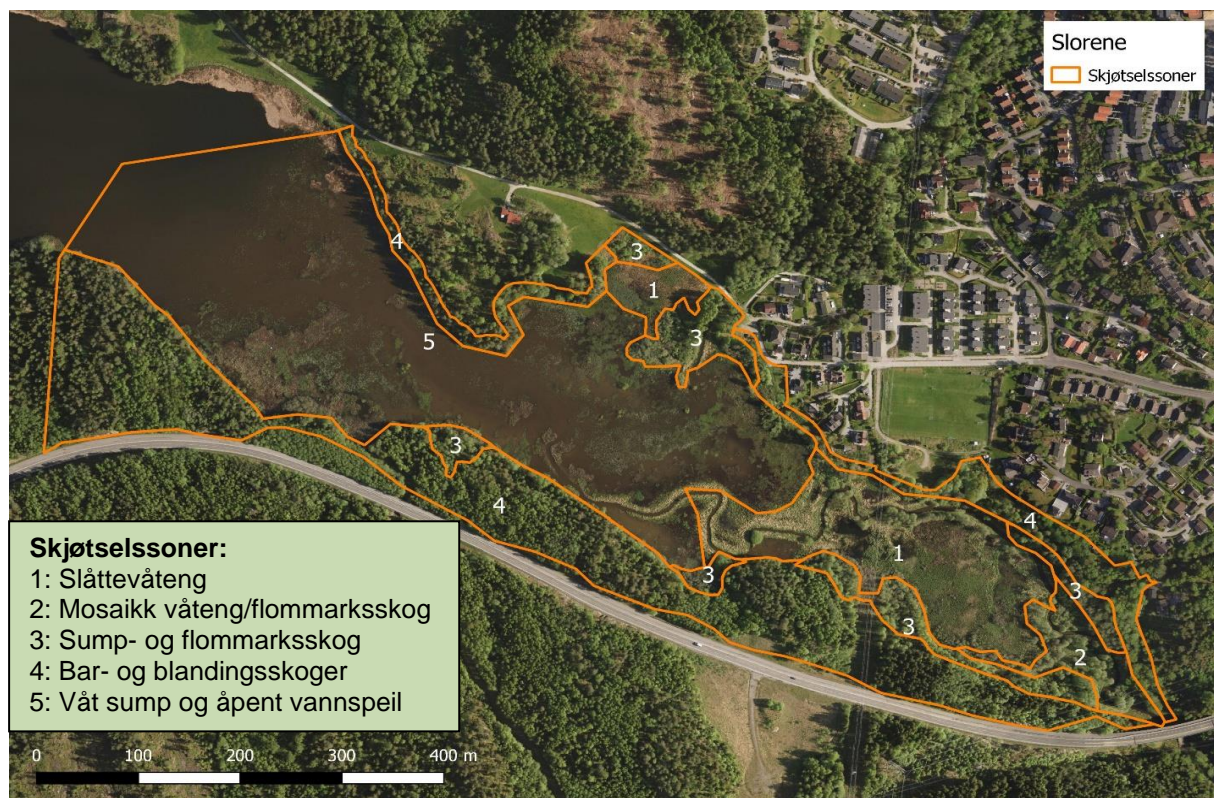 Slorene
Skjøtselssoner
4
3
1
5
3
3
4
4
1
3
3
3
2
Skjøtselssoner:
1: Slåttevåteng
2: Mosaikk våteng/flommarksskog
3: Sump- og flommarksskog
4: Bar- og blandingsskoger
5: Våt sump og åpent vannspeil
0 100 200 300 400 m